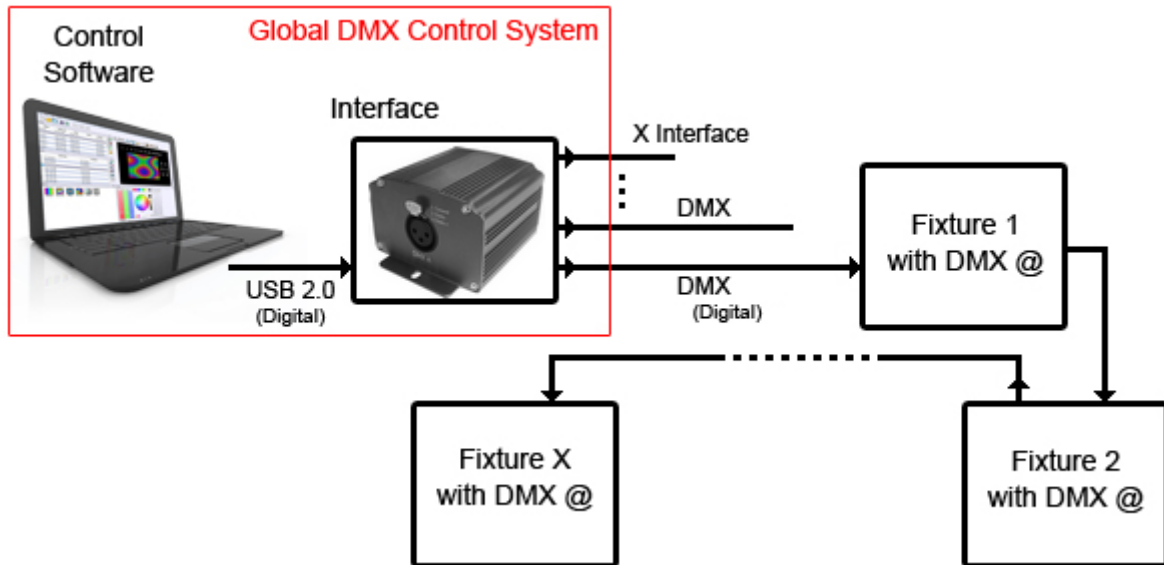 Global DMX Control System
Control
Software
Interface
X Interface
DMX
USB 2.0
(Digital)
DMX
(Digital)
Fixture 1
with DMX @
Fixture X
with DMX @
Fixture 2
with DMX @